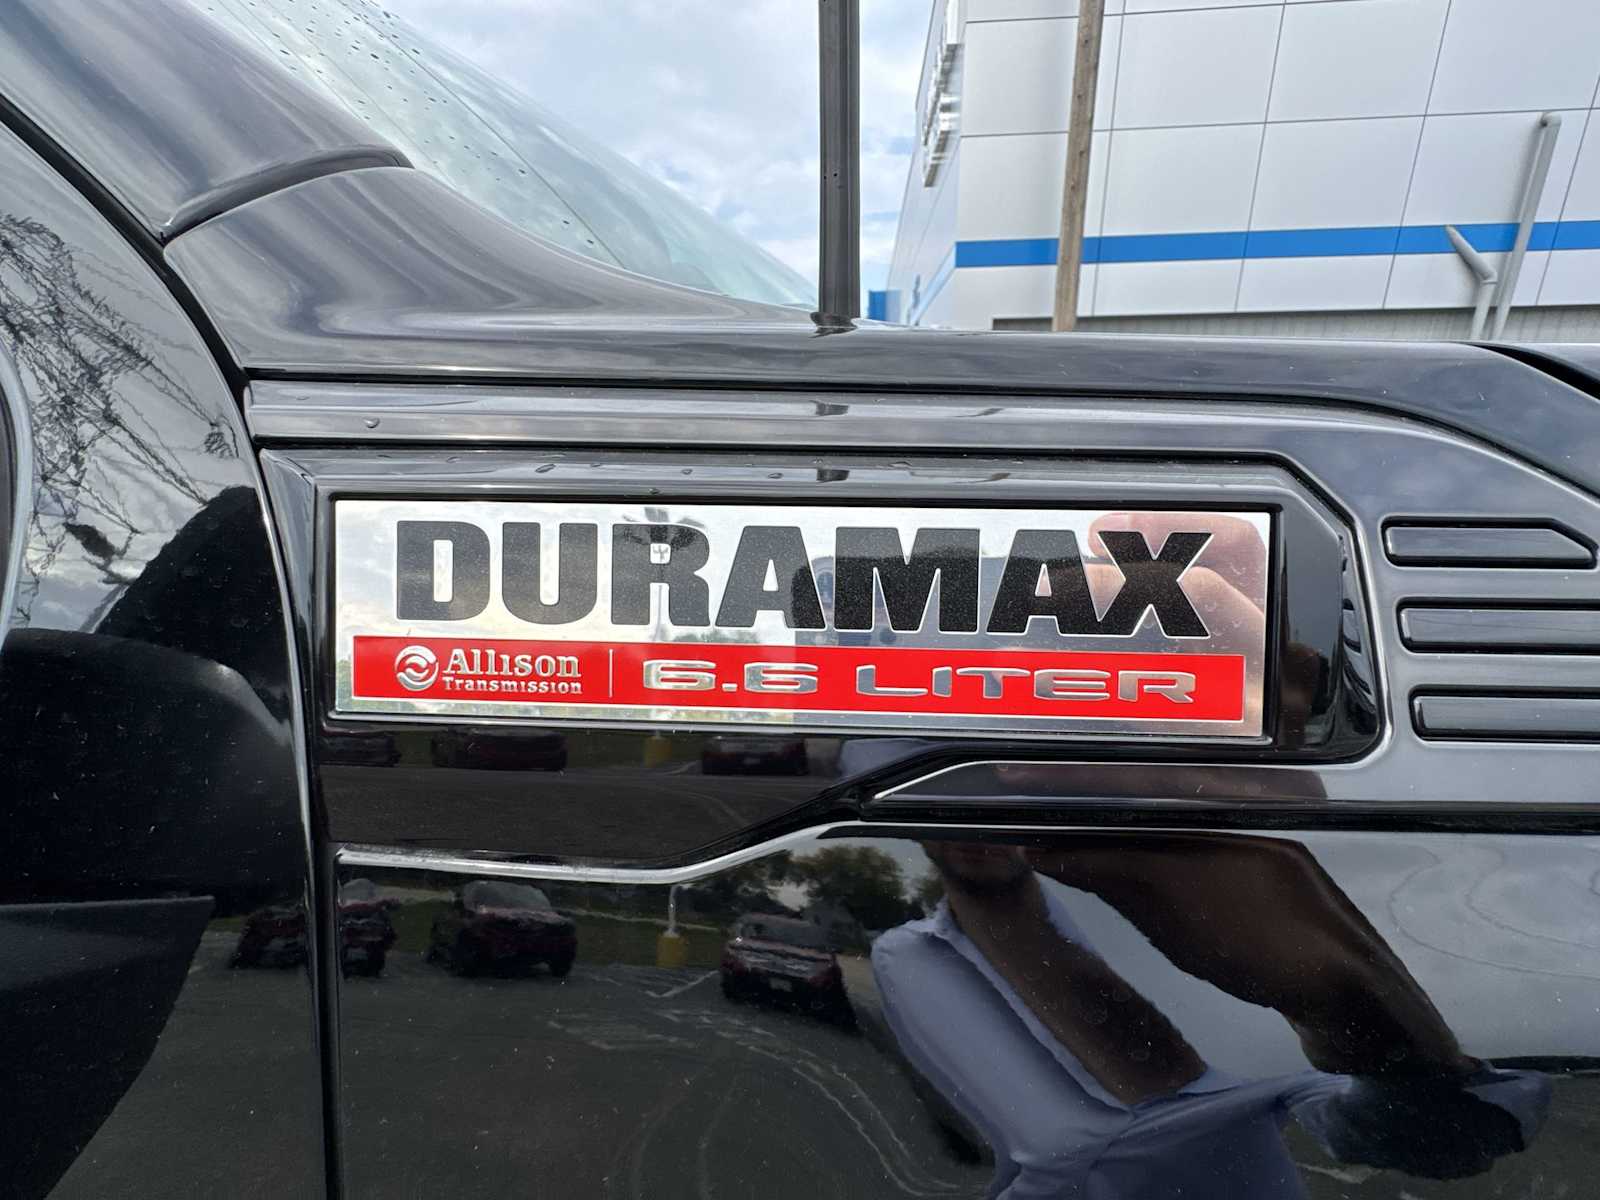 DURAMAX
Allison Transmission | 6.6 LITER